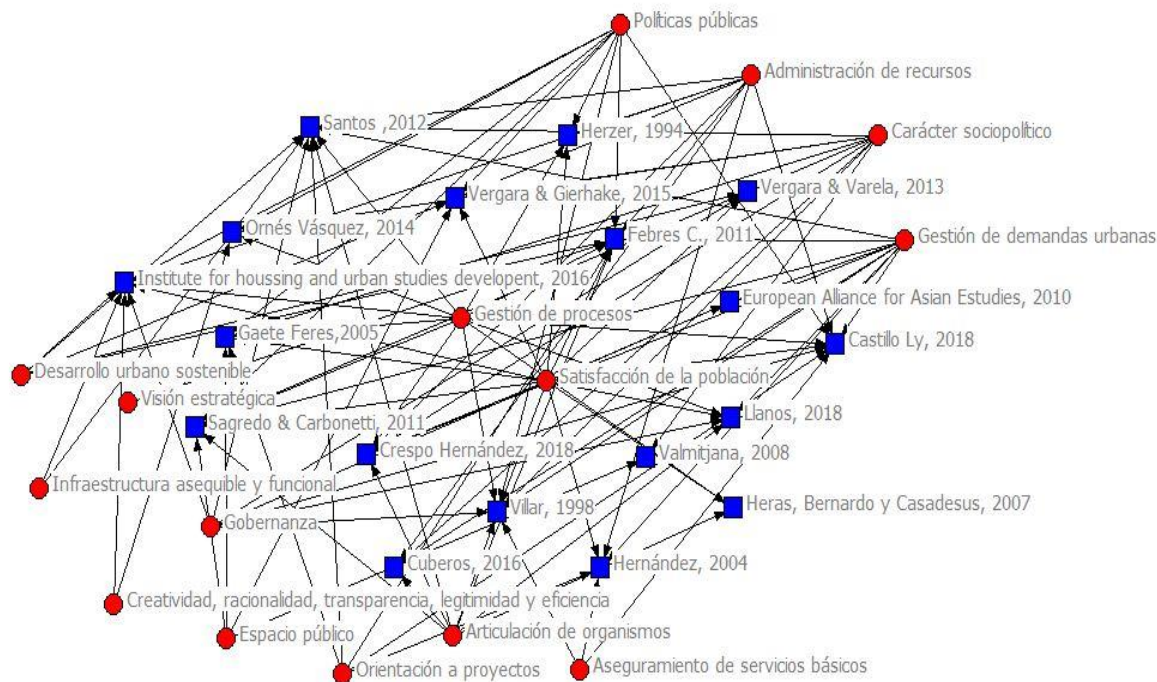 Políticas públicas
Administración de recursos
Santos ,2012
Herzer, 1994
Carácter sociopolítico
Vergara & Gierhake, 2015
Vergara & Varela, 2013
Ornés Vásquez, 2014
Febres C., 2011
Gestión de demandas urbanas
Institute for houssing and urban studies developent, 2016
European Alliance for Asian Estudies, 2010
Gestión de procesos
Gaete Feres,2005
Castillo Ly, 2018
Desarrollo urbano sostenible
Satisfacción de la población
Visión estratégica
Llanos, 2018
Sagredo & Carbonetti, 2011
Crespo Hernández, 2018
Valmitjana, 2008
Infraestructura asequible y funcional
Heras, Bernardo y Casadesus, 2007
Villar, 1998
Gobernanza
Cuberos, 2016
Hernández, 2004
Creatividad, racionalidad, transparencia, legitimidad y eficiencia
Espacio público
Articulación de organismos
Orientación a proyectos
Aseguramiento de servicios básicos